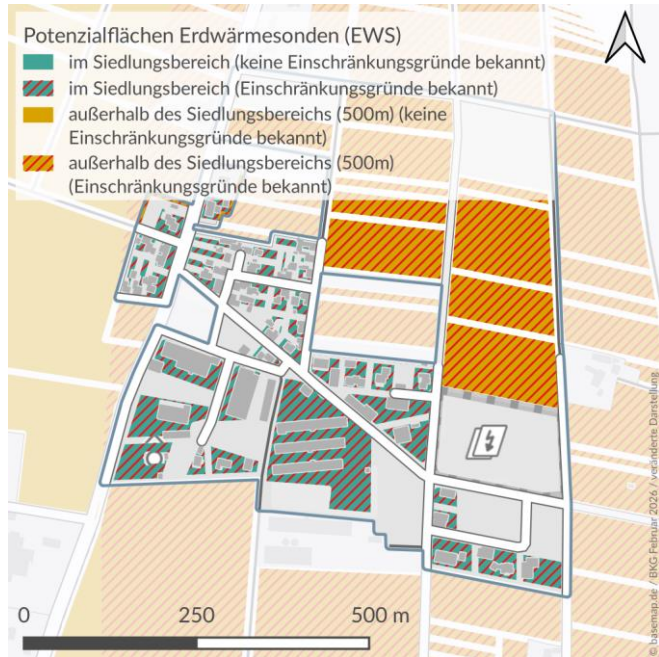 Potenzialflächen Erdwärmesonden (EWS)
im Siedlungsbereich (keine Einschränkungsgründe bekannt)
im Siedlungsbereich (Einschränkungsgründe bekannt)
außerhalb des Siedlungsbereichs (500m) (keine
Einschränkungsgründe bekannt)
außerhalb des Siedlungsbereichs (500m)
(Einschränkungsgründe bekannt)
© basemap.de / BKG Februar 2026 / veränderte Darstellung
0 250 500 m